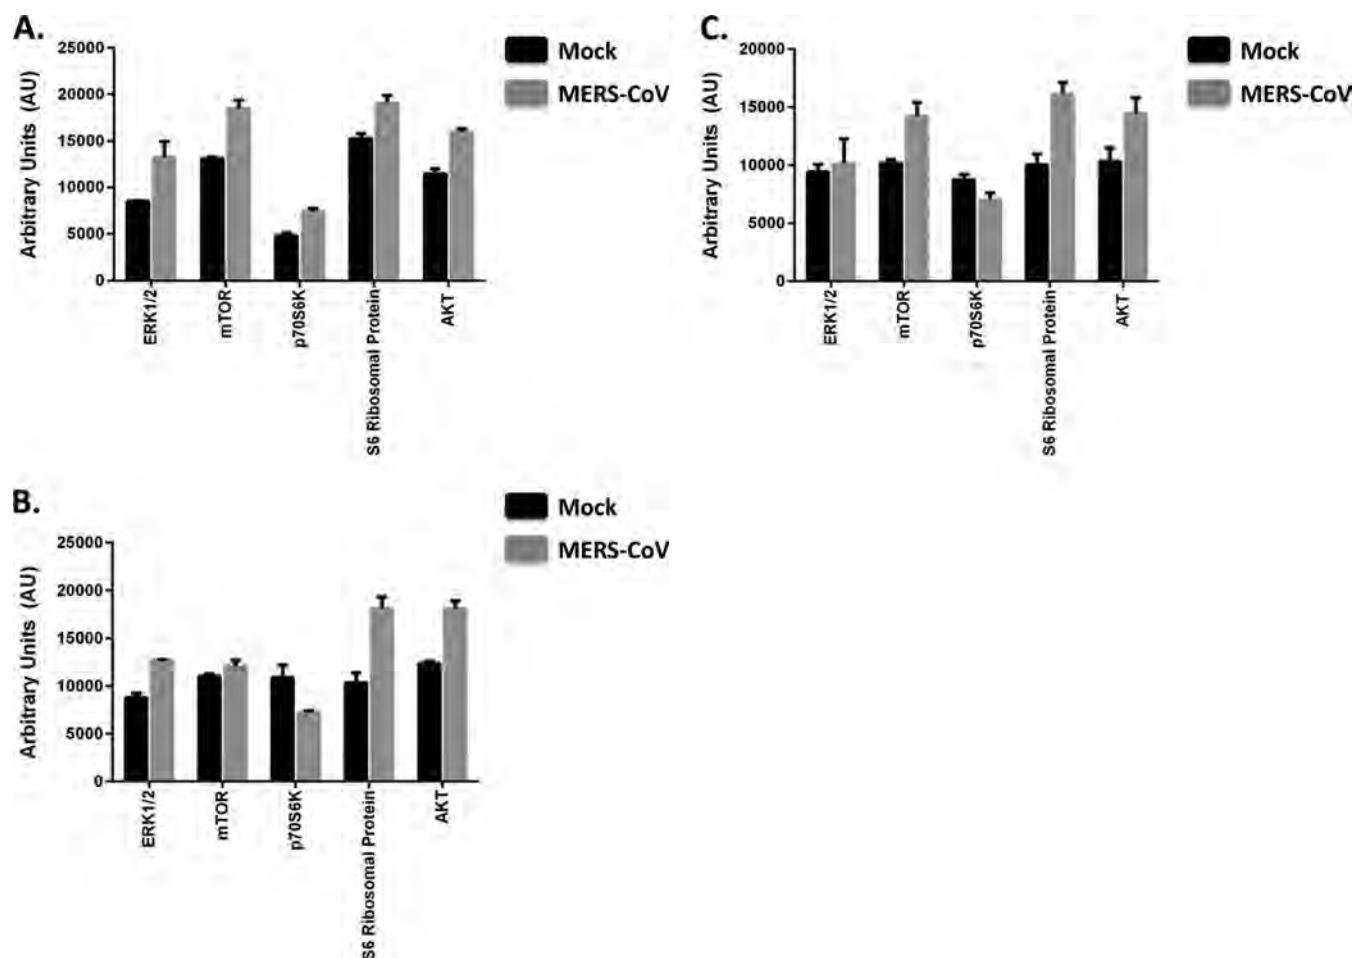 A.
Arbitrary Units (AU)
25000
20000
15000
10000
5000
0
ERK1/2
mTOR
p70S6K
S6 Ribosomal Protein
AKT
Mock
MERS-CoV
C.
Arbitrary Units (AU)
20000
15000
10000
5000
0
ERK1/2
mTOR
p70S6K
S6 Ribosomal Protein
AKT
Mock
MERS-CoV
B.
Arbitrary Units (AU)
25000
20000
15000
10000
5000
0
ERK1/2
mTOR
p70S6K
S6 Ribosomal Protein
AKT
Mock
MERS-CoV